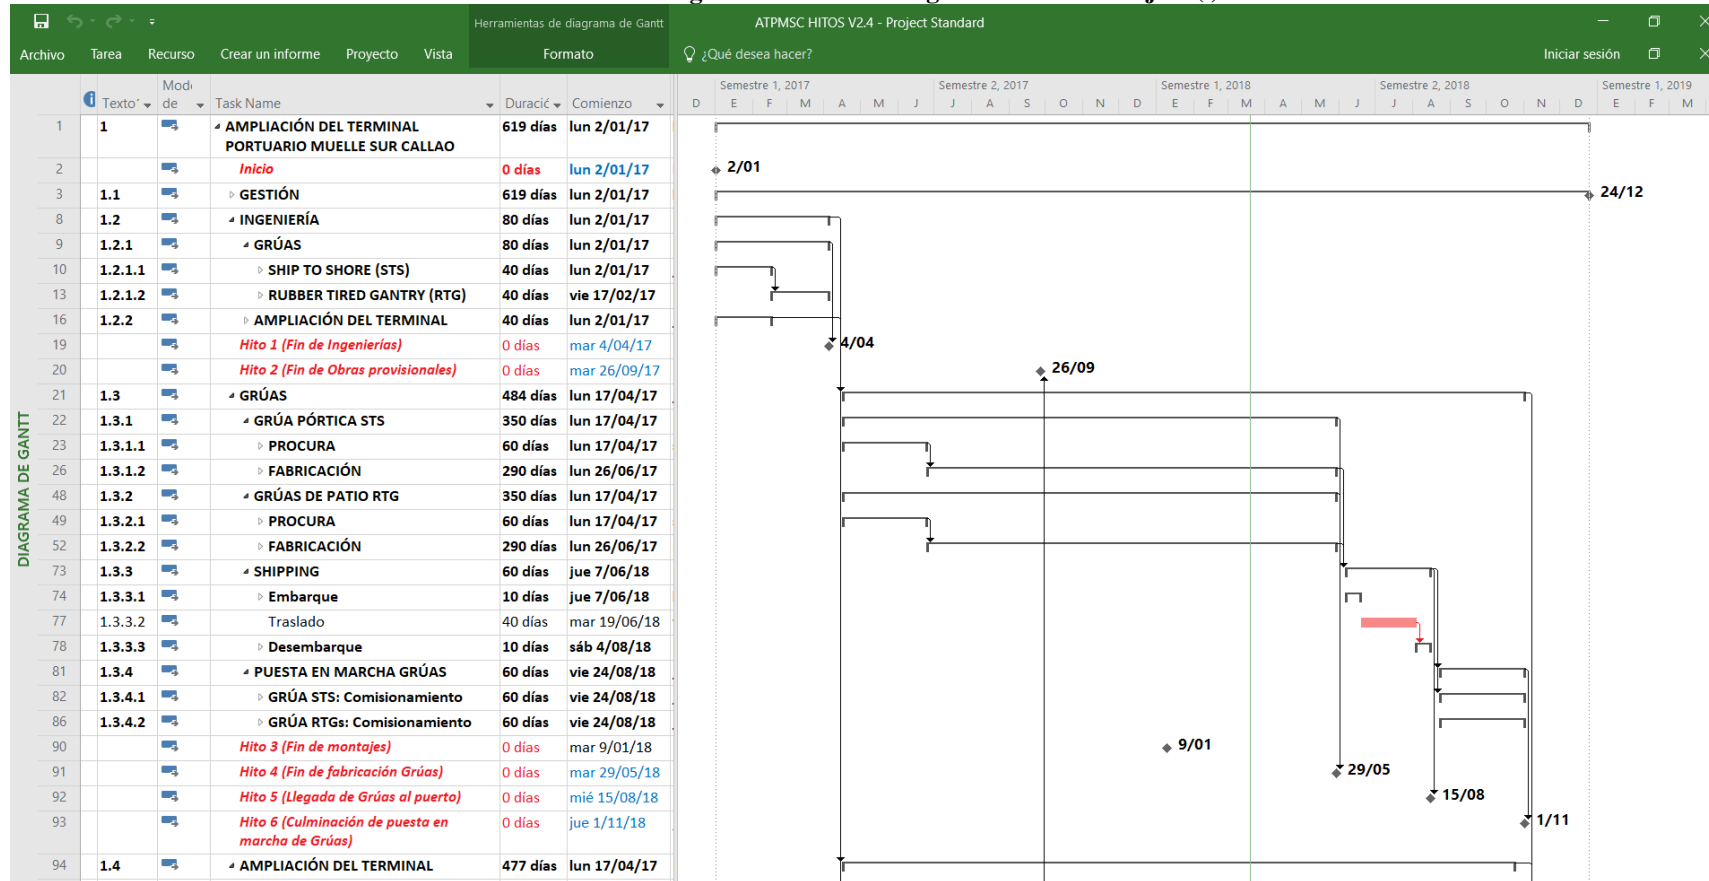 Herramientas de diagrama de Gantt
ATPMSC HITOS V2.4 - Project Standard
Archivo Tarea Recurso Crear un informe Proyecto Vista Formato ¿Qué desea hacer? Iniciar sesión
Semestre 1, 2017 Semestre 2, 2017 Semestre 1, 2018 Semestre 2, 2018 Semestre 1, 2019
Texto Mod de Task Name Duració Comienzo
D E F M A M J J A S O N D E F M A M J J A S O N D E F M
1 1 AMPLIACIÓN DEL TERMINAL 619 días lun 2/01/17
PORTUARIO MUELLE SUR CALLAO
2 Inicio 0 días lun 2/01/17 2/01
3 1.1 GESTIÓN 619 días lun 2/01/17 24/12
8 1.2 INGENIERÍA 80 días lun 2/01/17
9 1.2.1 GRÚAS 80 días lun 2/01/17
10 1.2.1.1 SHIP TO SHORE (STS) 40 días lun 2/01/17
13 1.2.1.2 RUBBER TIRED GANTRY (RTG) 40 días vie 17/02/17
16 1.2.2 AMPLIACIÓN DEL TERMINAL 40 días lun 2/01/17
19 Hito 1 (Fin de Ingenierías) 0 días mar 4/04/17 4/04
20 Hito 2 (Fin de Obras provisionales) 0 días mar 26/09/17 26/09
21 1.3 GRÚAS 484 días lun 17/04/17
22 1.3.1 GRÚA PÓRTICA STS 350 días lun 17/04/17
23 1.3.1.1 PROCURA 60 días lun 17/04/17
26 1.3.1.2 FABRICACIÓN 290 días lun 26/06/17
48 1.3.2 GRÚAS DE PATIO RTG 350 días lun 17/04/17
49 1.3.2.1 PROCURA 60 días lun 17/04/17
52 1.3.2.2 FABRICACIÓN 290 días lun 26/06/17
73 1.3.3 SHIPPING 60 días jue 7/06/18
74 1.3.3.1 Embarque 10 días jue 7/06/18
77 1.3.3.2 Traslado 40 días mar 19/06/18
78 1.3.3.3 Desembarque 10 días sáb 4/08/18
81 1.3.4 PUESTA EN MARCHA GRÚAS 60 días vie 24/08/18
82 1.3.4.1 GRÚA STS: Comisionamiento 60 días vie 24/08/18
86 1.3.4.2 GRÚA RTGs: Comisionamiento 60 días vie 24/08/18
90 Hito 3 (Fin de montajes) 0 días mar 9/01/18 9/01
91 Hito 4 (Fin de fabricación Grúas) 0 días mar 29/05/18 29/05
92 Hito 5 (Llegada de Grúas al puerto) 0 días mié 15/08/18 15/08
93 Hito 6 (Culminación de puesta en 0 días jue 1/11/18 1/11
marcha de Grúas)
94 1.4 AMPLIACIÓN DEL TERMINAL 477 días lun 17/04/17
DIAGRAMA DE GANTT